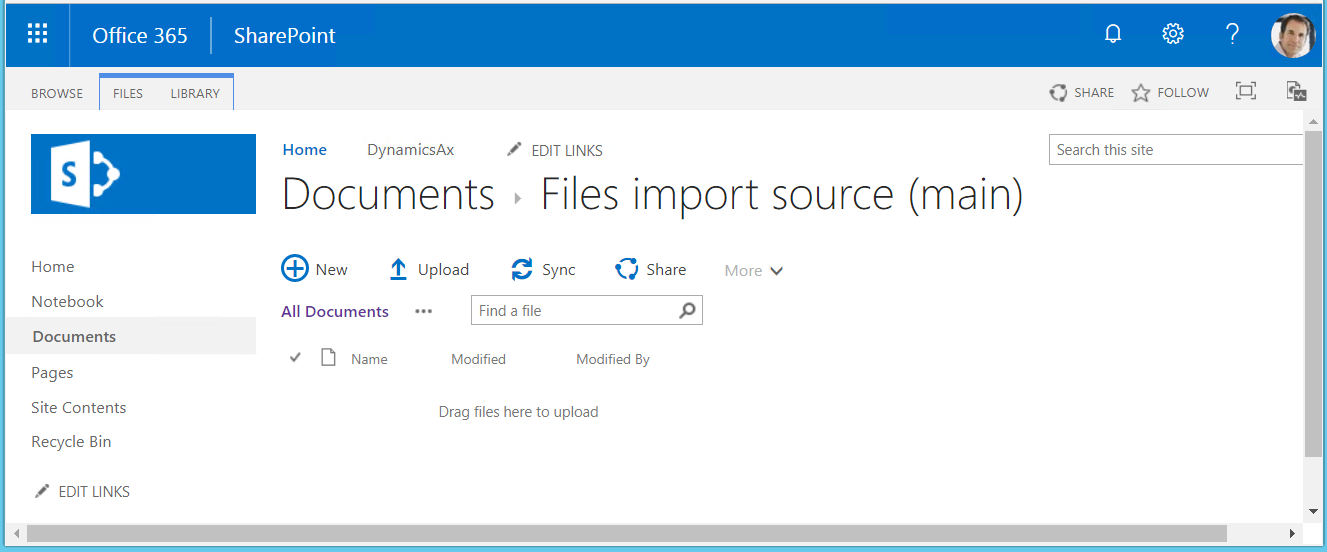 Office 365 SharePoint
BROWSE FILES LIBRARY SHARE FOLLOW
S
Home DynamicsAx EDIT LINKS Search this site
Documents Files import source (main)
New Upload Sync Share More
All Documents ••• Find a file
Name Modified Modified By
Drag files here to upload
Home
Notebook
Documents
Pages
Site Contents
Recycle Bin
EDIT LINKS